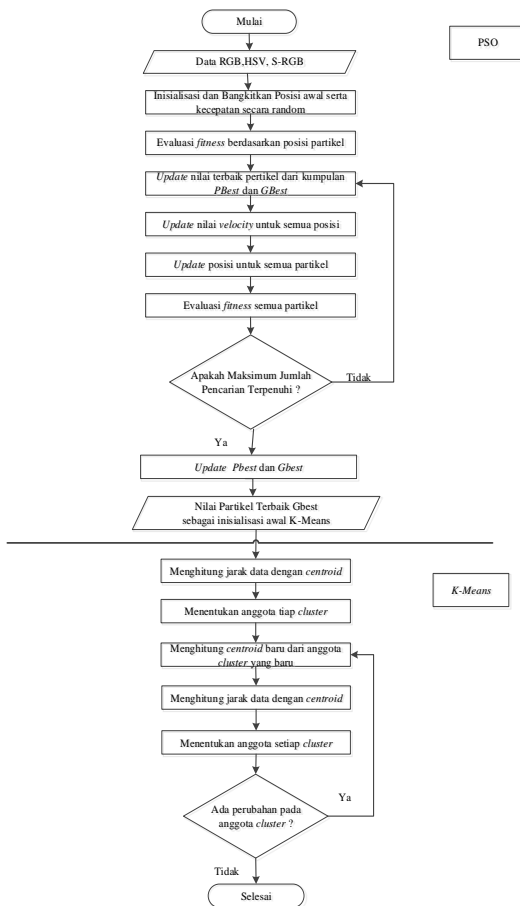 Mulai
PSO
Data RGB,HSV, S-RGB
Inisialisasi dan Bangkitkan Posisi awal serta
kecepatan secara random
Evaluasi fitness berdasarkan posisi partikel
Update nilai terbaik pertikel dari kumpulan
PBest dan GBest
Update nilai velocity untuk semua posisi
Update posisi untuk semua partikel
Evaluasi fitness semua partikel
Apakah Maksimum Jumlah
Pencarian Terpenuhi ?
Tidak
Ya
Update Pbest dan Gbest
Nilai Partikel Terbaik Gbest
sebagai inisialisasi awal K-Means
Menghitung jarak data dengan centroid
K-Means
Menentukan anggota tiap cluster
Menghitung centroid baru dari anggota
cluster yang baru
Menghitung jarak data dengan centroid
Menentukan anggota setiap cluster
Ada perubahan pada
anggota cluster ?
Ya
Tidak
Selesai